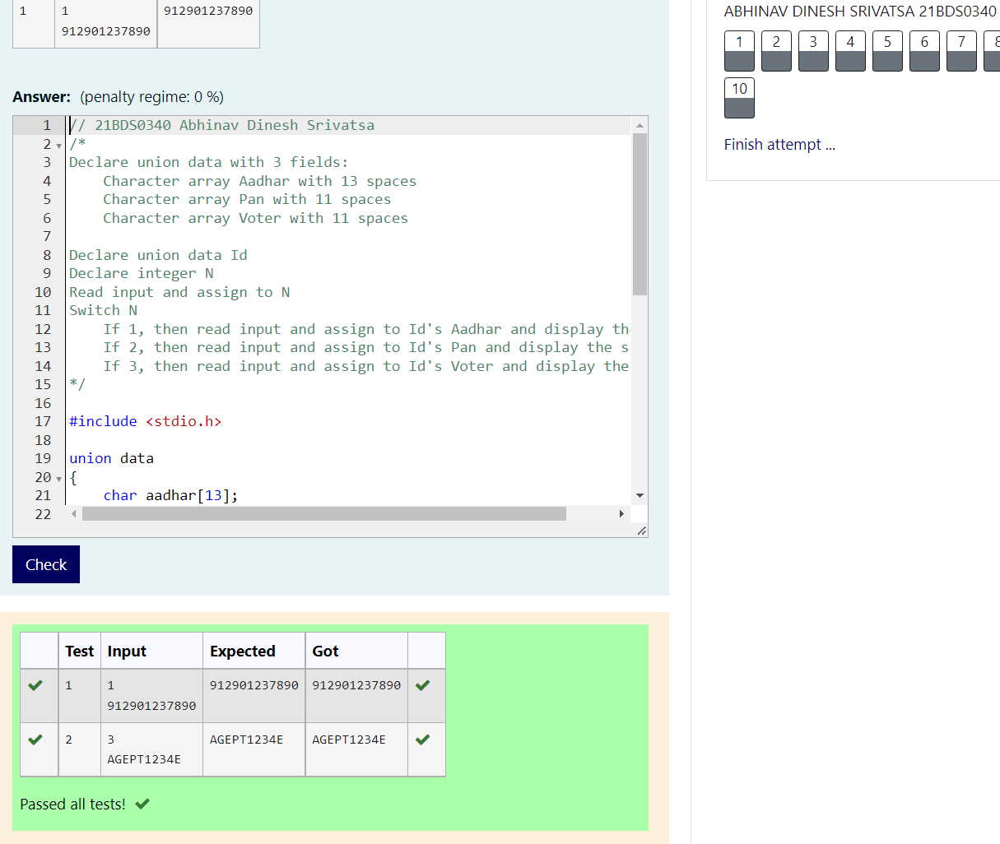 1 1 912901237890
912901237890
Answer: (penalty regime: 0 %)
1 // 21BDS0340 Abhinav Dinesh Srivatsa
2 /*
3 Declare union data with 3 fields:
4 Character array Aadhar with 13 spaces
5 Character array Pan with 11 spaces
6 Character array Voter with 11 spaces
7
8 Declare union data Id
9 Declare integer N
10 Read input and assign to N
11 Switch N
12 If 1, then read input and assign to Id's Aadhar and display th
13 If 2, then read input and assign to Id's Pan and display the s
14 If 3, then read input and assign to Id's Voter and display the
15 */
16
17 #include <stdio.h>
18
19 union data
20 {
21 char aadhar[13];
22
Check
Test Input Expected Got
1 1 912901237890 912901237890
912901237890
2 3 AGEPT1234E AGEPT1234E
AGEPT1234E
Passed all tests!
ABHINAV DINESH SRIVATSA 21BDS0340
1 2 3 4 5 6 7 8
10
Finish attempt ...